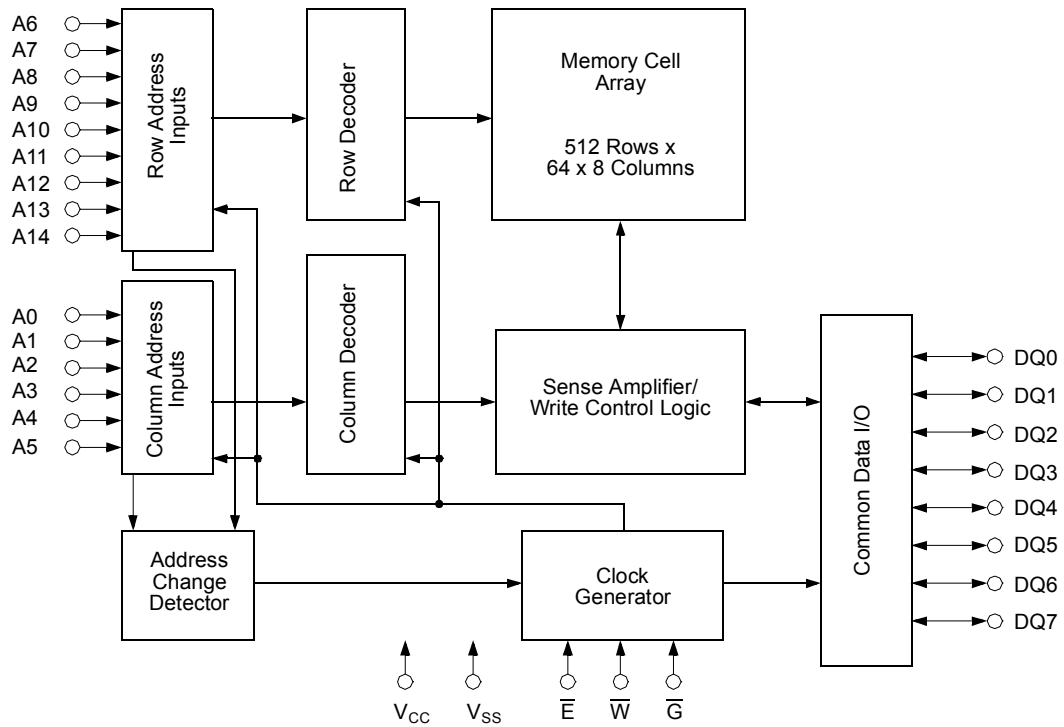 A6
A7
A8
A9
A10
A11
A12
A13
A14
Row Address
Inputs
Row Decoder
Memory Cell
Array
512 Rows x
64 x 8 Columns
A0
A1
A2
A3
A4
A5
Column Address
Inputs
Column Decoder
Sense Amplifier/
Write Control Logic
Common Data I/O
DQ0
DQ1
DQ2
DQ3
DQ4
DQ5
DQ6
DQ7
Address
Change
Detector
Clock
Generator
V_CC
V_SS
E̅
W̅
G̅